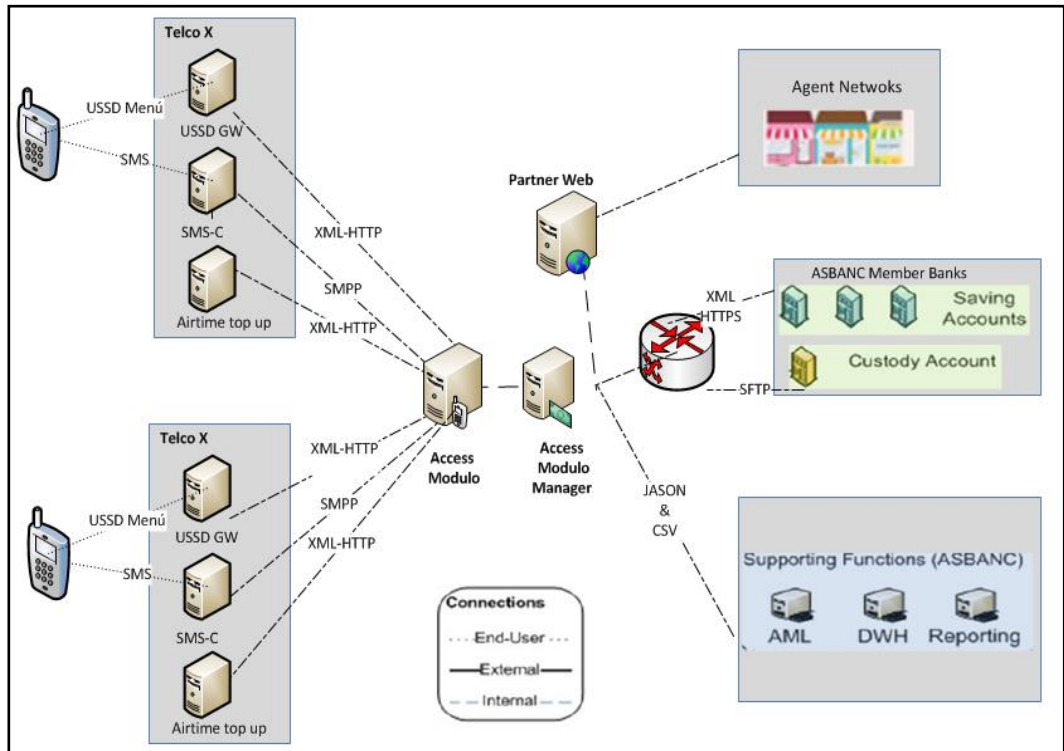 Telco X
USSD Menú
USSD GW
SMS
SMS-C
Airtime top up
XML-HTTP
SMPP
XML-HTTP
Telco X
USSD Menú
USSD GW
SMS
SMS-C
Airtime top up
XML-HTTP
SMPP
XML-HTTP
Access
Modulo
Access
Modulo
Manager
Partner Web
Agent Netwoks
ASBANC Member Banks
XML
HTTPS
Saving
Accounts
Custody Account
SFTP
JASON
&
CSV
Supporting Functions (ASBANC)
AML
DWH
Reporting
Connections
End-User
External
Internal